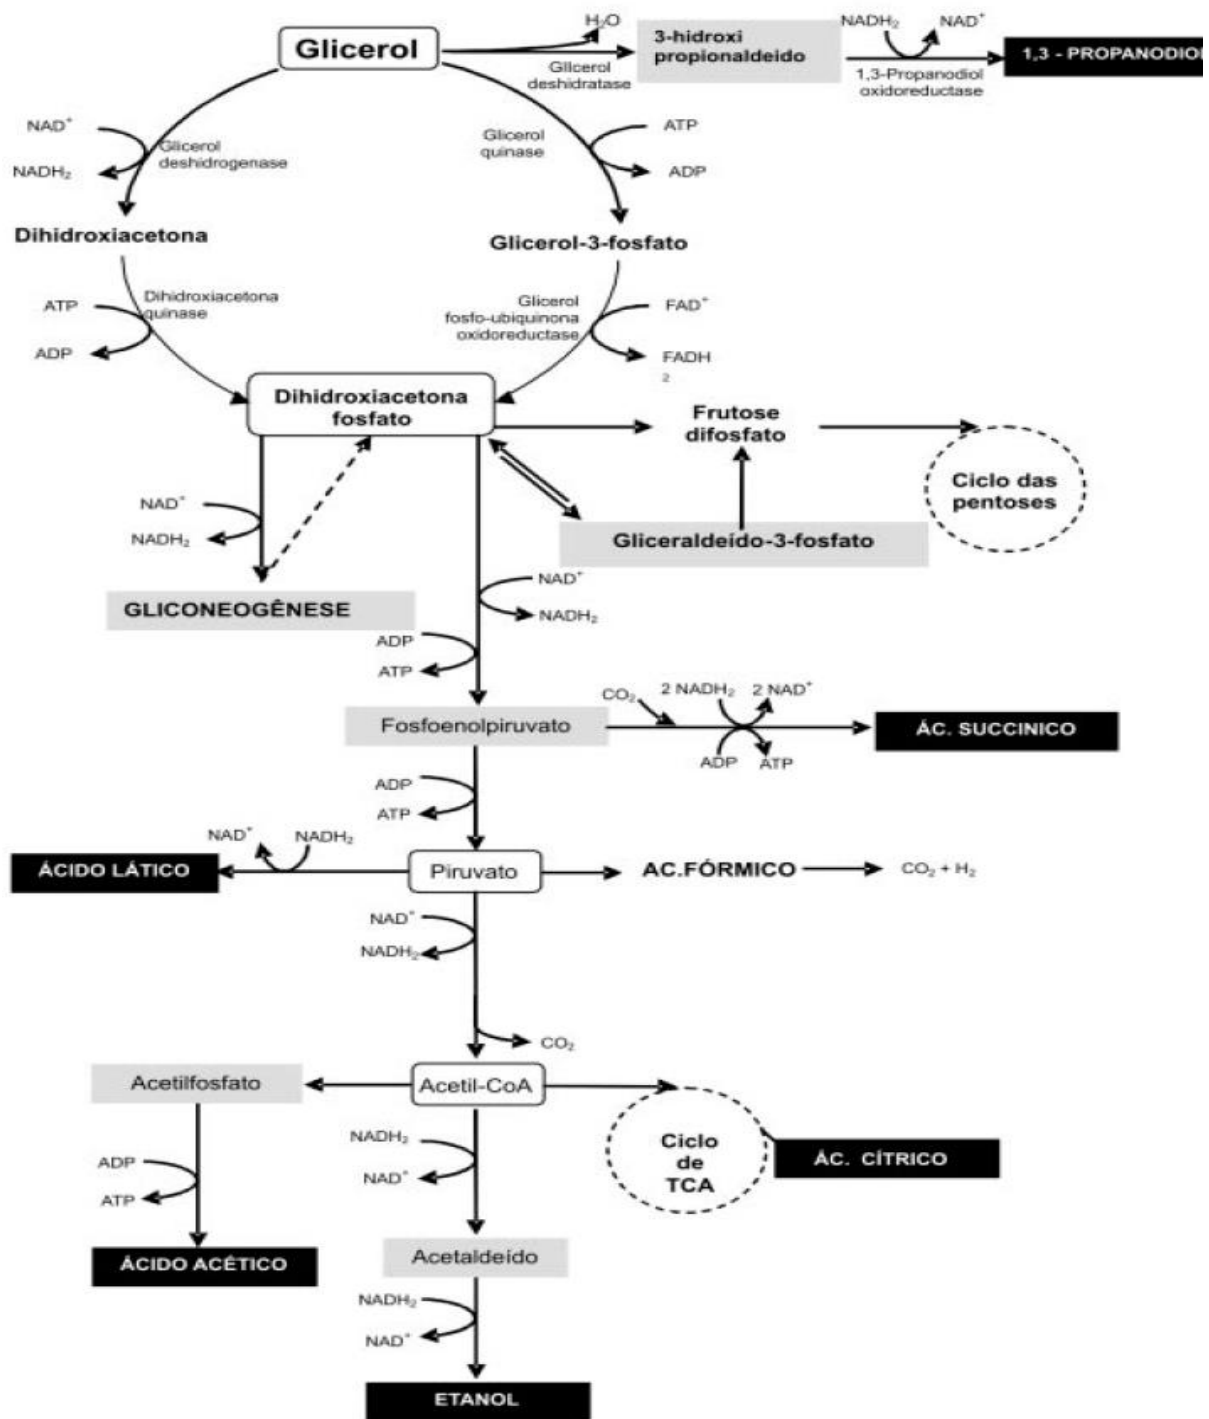 H₂O
NADH₂
NAD⁺
Glicerol
3-hidroxi
propionaldeido
1,3 - PROPANODIOL
Glicerol
deshidratase
1,3-Propanodiol
oxidoreductase
NAD⁺
NADH₂
Glicerol
deshidrogenase
Glicerol
quinase
ATP
ADP
Dihidroxiacetona
Glicerol-3-fosfato
ATP
ADP
Dihidroxiacetona
quinase
Glicerol
fosfo-ubiquinona
oxidoreductase
FAD⁺
FADH
2
Dihidroxiacetona
fosfato
Frutose
difosfato
Ciclo das
pentoses
NAD⁺
NADH₂
Gliceraldeído-3-fosfato
GLICONEOGÊNESE
NAD⁺
NADH₂
ADP
ATP
Fosfoenolpiruvato
CO₂
2 NADH₂
2 NAD⁺
ADP
ATP
ÁC. SUCCINICO
ADP
ATP
NAD⁺
NADH₂
ÁCIDO LÁTICO
Piruvato
AC.FÓRMICO
CO₂ + H₂
NAD⁺
NADH₂
CO₂
Acetilfosfato
Acetil-CoA
ADP
ATP
NADH₂
NAD⁺
Ciclo
de
TCA
ÁC. CÍTRICO
ÁCIDO ACÉTICO
Acetaldeído
NADH₂
NAD⁺
ETANOL